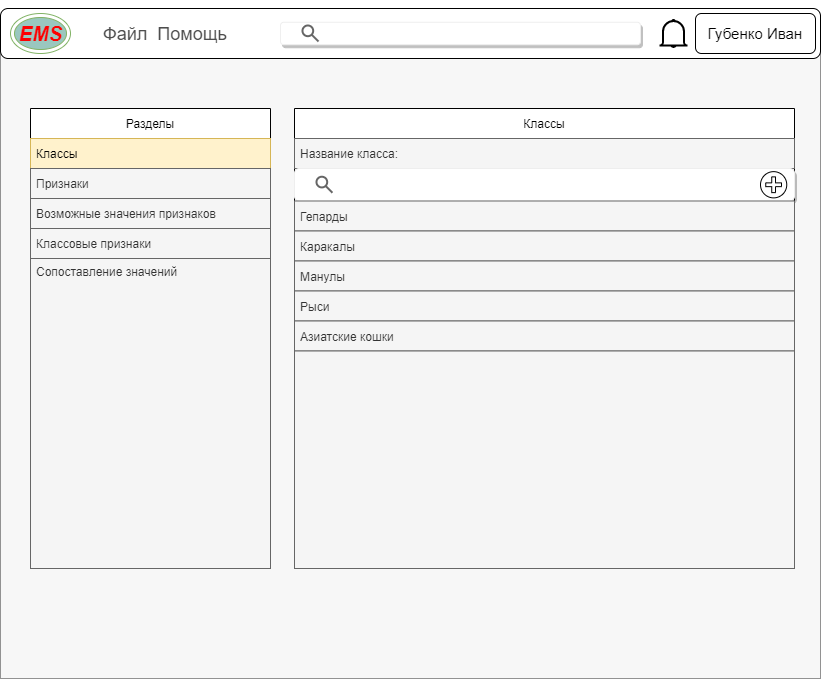 EMS
Файл Помощь
Губенко Иван
Разделы
Классы
Признаки
Возможные значения признаков
Классовые признаки
Сопоставление значений
Классы
Название класса:
Гепарды
Каракалы
Манулы
Рыси
Азиатские кошки